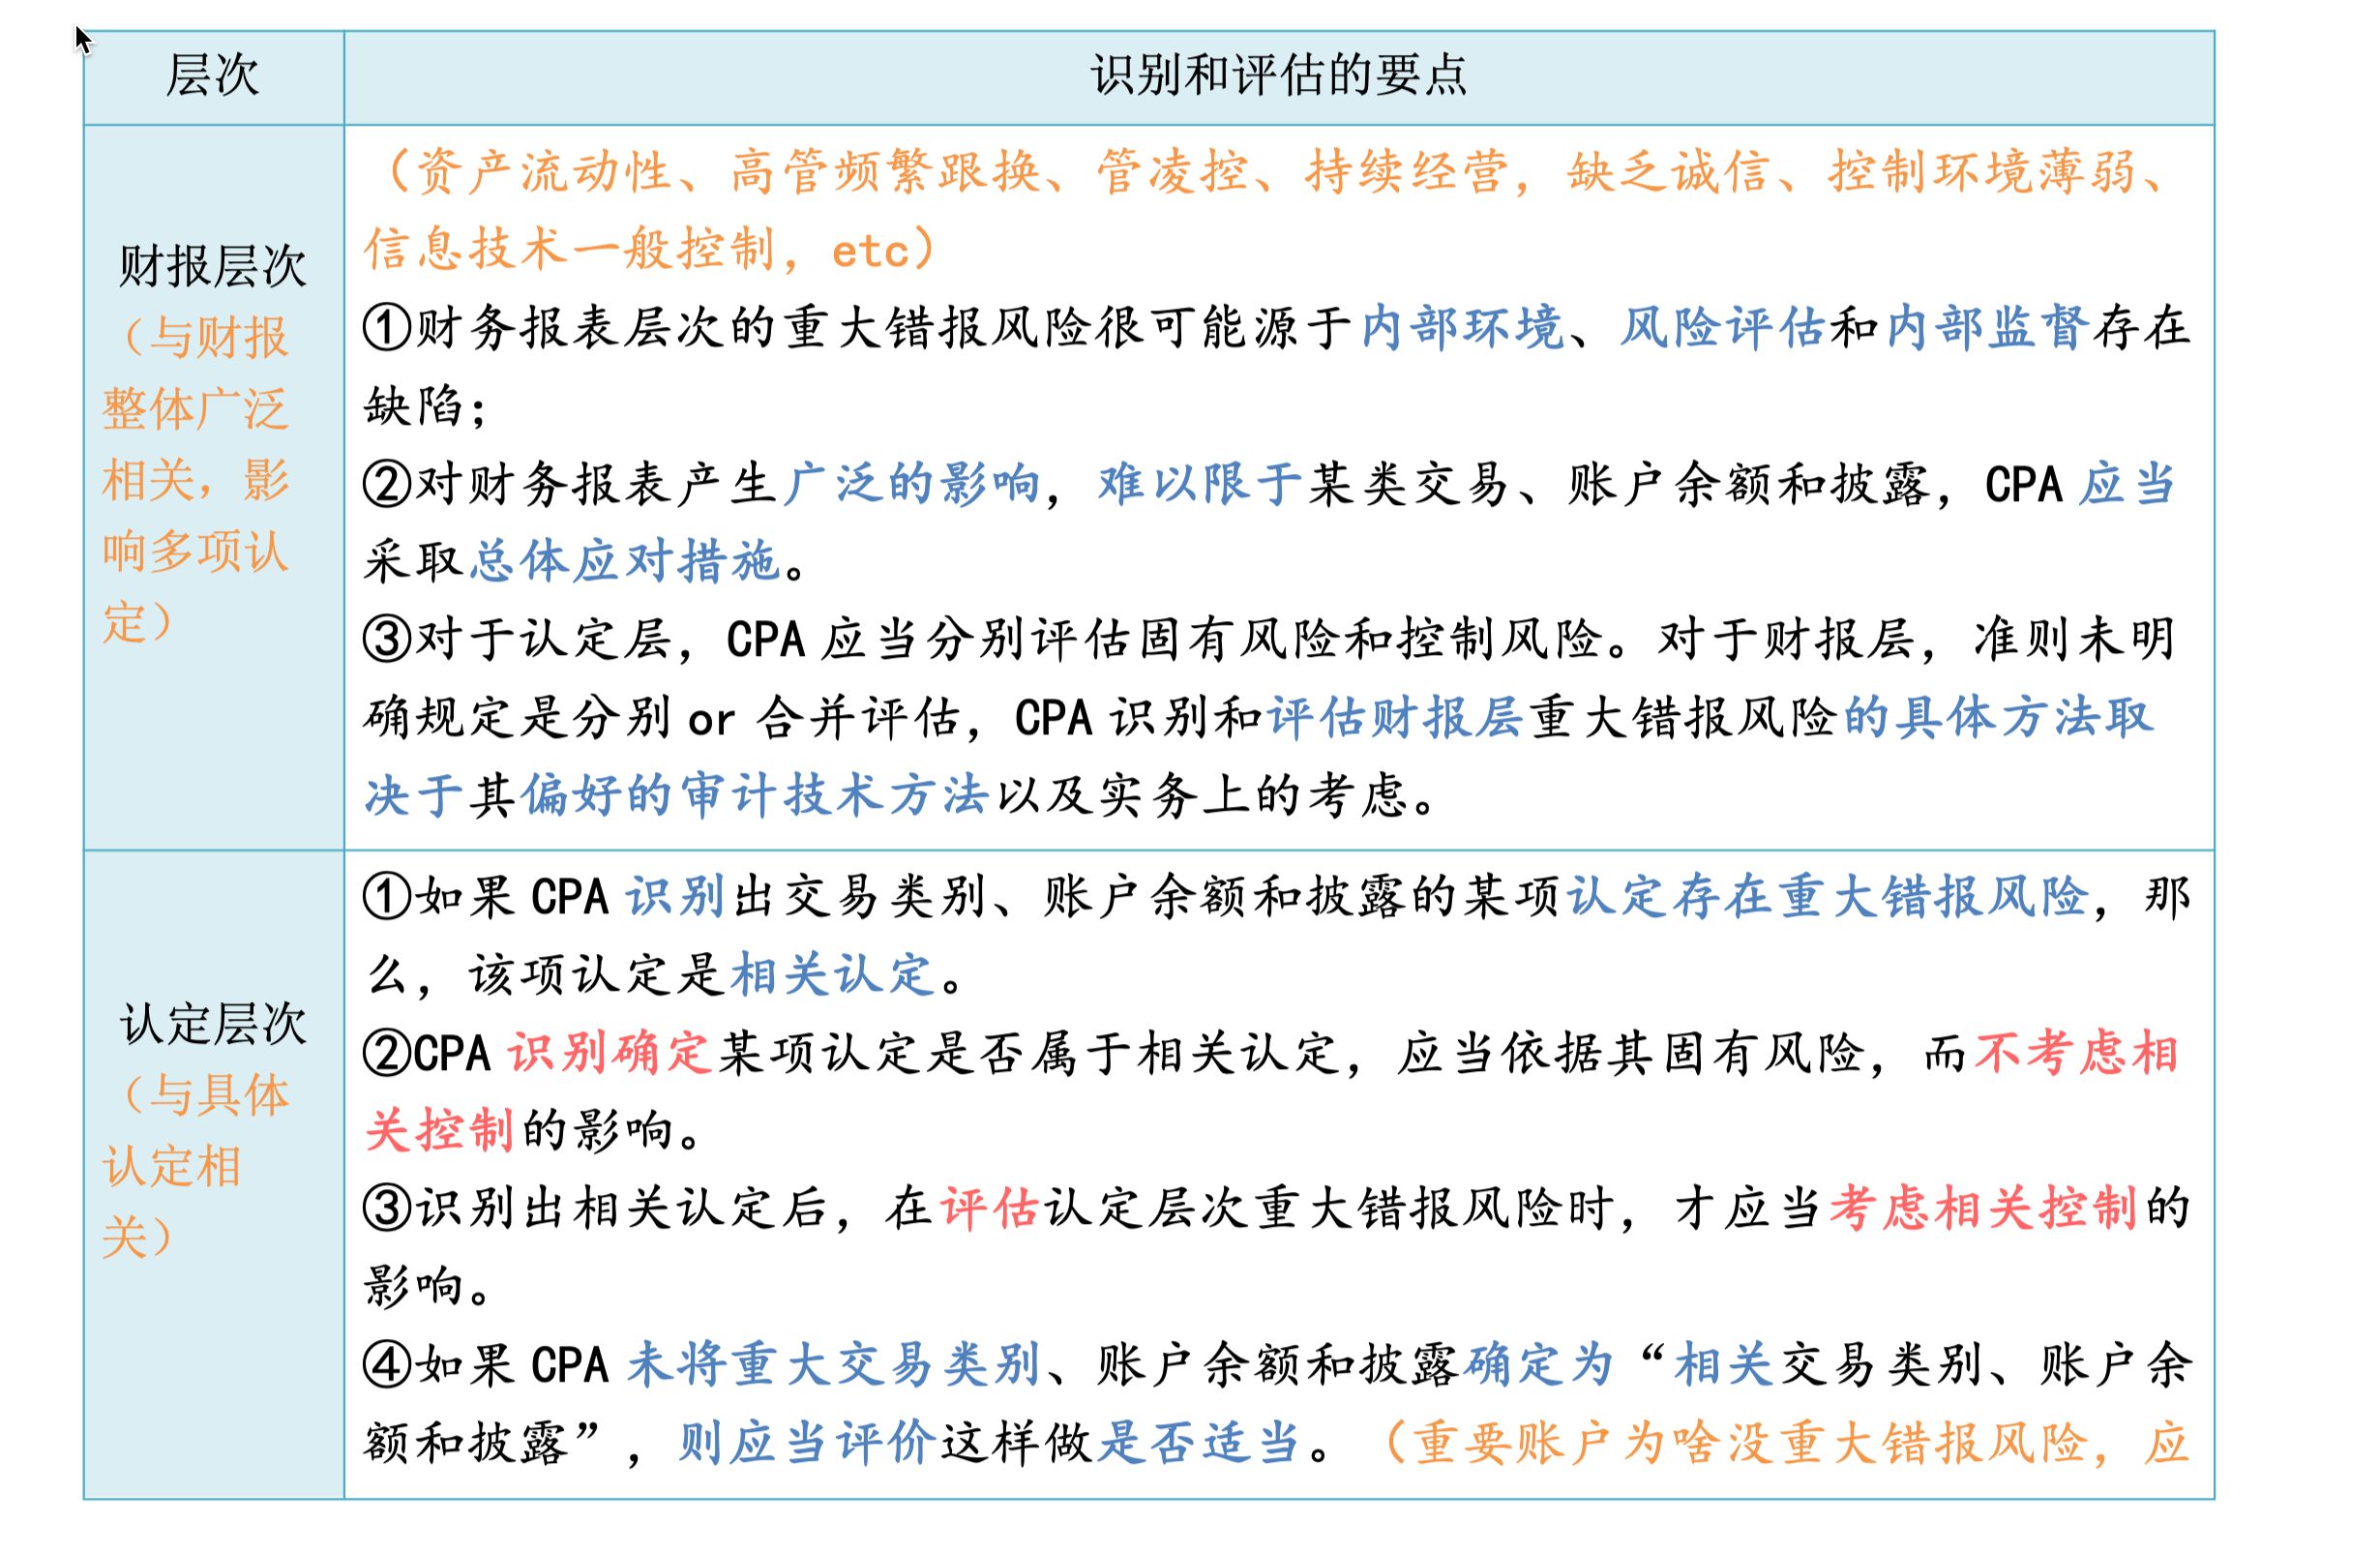 层次
识别和评估的要点
财报层次
（与财报
整体广泛
相关，影
响多项认
定）
（资产流动性、高管频繁跟换、管凌控、持续经营，缺乏诚信、控制环境薄弱、
信息技术一般控制，etc）
①财务报表层次的重大错报风险很可能源于内部环境、风险评估和内部监督存在
缺陷；
②对财务报表产生广泛的影响，难以限于某类交易、账户余额和披露，CPA 应当
采取总体应对措施。
③对于认定层，CPA 应当分别评估固有风险和控制风险。对于财报层，准则未明
确规定是分别 or 合并评估，CPA 识别和评估财报层重大错报风险的具体方法取
决于其偏好的审计技术方法以及实务上的考虑。
认定层次
（与具体
认定相
关）
①如果 CPA 识别出交易类别、账户余额和披露的某项认定存在重大错报风险，那
么，该项认定是相关认定。
②CPA 识别确定某项认定是否属于相关认定，应当依据其固有风险，而不考虑相
关控制的影响。
③识别出相关认定后，在评估认定层次重大错报风险时，才应当考虑相关控制的
影响。
④如果 CPA 未将重大交易类别、账户余额和披露确定为“相关交易类别、账户余
额和披露”，则应当评价这样做是否适当。（重要账户为啥没重大错报风险，应